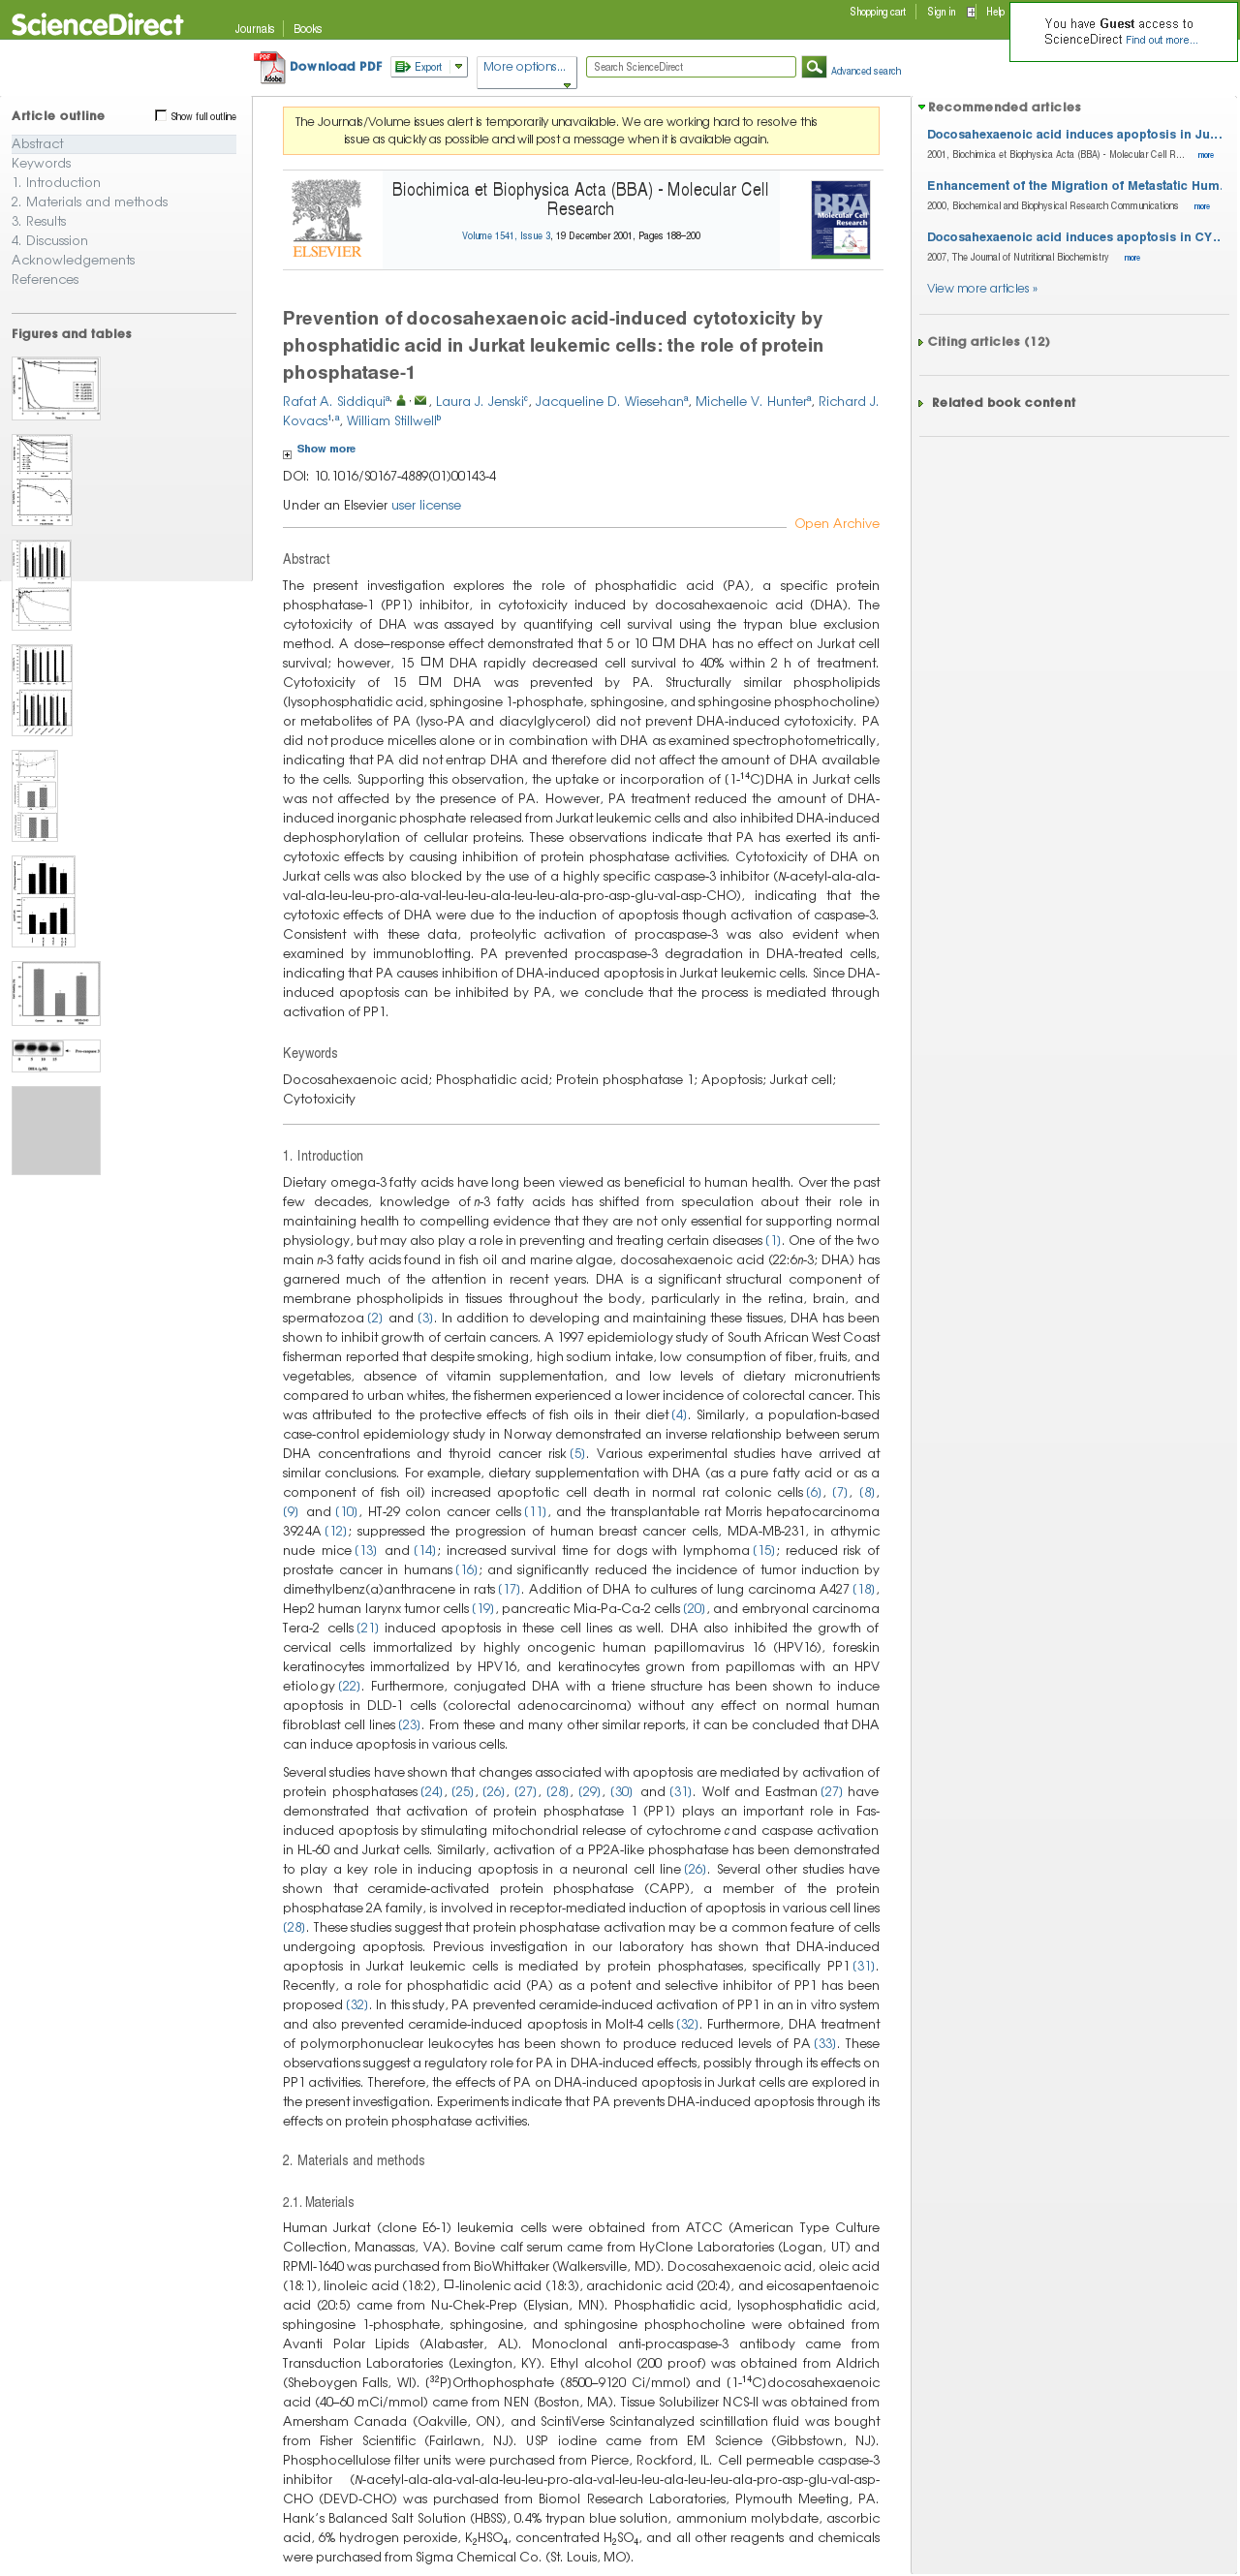 ScienceDirect
Journals
Books
Shopping cart
Sign in
Help
You have Guest access to
ScienceDirect Find out more...
Download PDF
Export
More options...
Search ScienceDirect
Advanced search
Article outline
Show full outline
Abstract
Keywords
1. Introduction
2. Materials and methods
3. Results
4. Discussion
Acknowledgements
References
Figures and tables
The Journals/Volume issues alert is temporarily unavailable. We are working hard to resolve this
issue as quickly as possible and will post a message when it is available again.
ELSEVIER
Biochimica et Biophysica Acta (BBA) - Molecular Cell
Research
Volume 1541, Issue 3, 19 December 2001, Pages 188–200
BBA
Molecular Cell
Research
Prevention of docosahexaenoic acid-induced cytotoxicity by
phosphatidic acid in Jurkat leukemic cells: the role of protein
phosphatase-1
Rafat A. Siddiquiᵃ, , , Laura J. Jenskiᶜ, Jacqueline D. Wiesehanᵃ, Michelle V. Hunterᵃ, Richard J.
Kovacs¹, ᵃ, William Stillwellᵇ
Show more
DOI: 10.1016/S0167-4889(01)00143-4
Under an Elsevier user license
Open Archive
Abstract
The present investigation explores the role of phosphatidic acid (PA), a specific protein
phosphatase-1 (PP1) inhibitor, in cytotoxicity induced by docosahexaenoic acid (DHA). The
cytotoxicity of DHA was assayed by quantifying cell survival using the trypan blue exclusion
method. A dose–response effect demonstrated that 5 or 10 □M DHA has no effect on Jurkat cell
survival; however, 15 □M DHA rapidly decreased cell survival to 40% within 2 h of treatment.
Cytotoxicity of 15 □M DHA was prevented by PA. Structurally similar phospholipids
(lysophosphatidic acid, sphingosine 1-phosphate, sphingosine, and sphingosine phosphocholine)
or metabolites of PA (lyso-PA and diacylglycerol) did not prevent DHA-induced cytotoxicity. PA
did not produce micelles alone or in combination with DHA as examined spectrophotometrically,
indicating that PA did not entrap DHA and therefore did not affect the amount of DHA available
to the cells. Supporting this observation, the uptake or incorporation of [1-¹⁴C]DHA in Jurkat cells
was not affected by the presence of PA. However, PA treatment reduced the amount of DHA-
induced inorganic phosphate released from Jurkat leukemic cells and also inhibited DHA-induced
dephosphorylation of cellular proteins. These observations indicate that PA has exerted its anti-
cytotoxic effects by causing inhibition of protein phosphatase activities. Cytotoxicity of DHA on
Jurkat cells was also blocked by the use of a highly specific caspase-3 inhibitor (N-acetyl-ala-ala-
val-ala-leu-leu-pro-ala-val-leu-leu-ala-leu-leu-ala-pro-asp-glu-val-asp-CHO), indicating that the
cytotoxic effects of DHA were due to the induction of apoptosis though activation of caspase-3.
Consistent with these data, proteolytic activation of procaspase-3 was also evident when
examined by immunoblotting. PA prevented procaspase-3 degradation in DHA-treated cells,
indicating that PA causes inhibition of DHA-induced apoptosis in Jurkat leukemic cells. Since DHA-
induced apoptosis can be inhibited by PA, we conclude that the process is mediated through
activation of PP1.
Keywords
Docosahexaenoic acid; Phosphatidic acid; Protein phosphatase 1; Apoptosis; Jurkat cell;
Cytotoxicity
1. Introduction
Dietary omega-3 fatty acids have long been viewed as beneficial to human health. Over the past
few decades, knowledge of n-3 fatty acids has shifted from speculation about their role in
maintaining health to compelling evidence that they are not only essential for supporting normal
physiology, but may also play a role in preventing and treating certain diseases [1]. One of the two
main n-3 fatty acids found in fish oil and marine algae, docosahexaenoic acid (22:6n-3; DHA) has
garnered much of the attention in recent years. DHA is a significant structural component of
membrane phospholipids in tissues throughout the body, particularly in the retina, brain, and
spermatozoa [2] and [3]. In addition to developing and maintaining these tissues, DHA has been
shown to inhibit growth of certain cancers. A 1997 epidemiology study of South African West Coast
fisherman reported that despite smoking, high sodium intake, low consumption of fiber, fruits, and
vegetables, absence of vitamin supplementation, and low levels of dietary micronutrients
compared to urban whites, the fishermen experienced a lower incidence of colorectal cancer. This
was attributed to the protective effects of fish oils in their diet [4]. Similarly, a population-based
case-control epidemiology study in Norway demonstrated an inverse relationship between serum
DHA concentrations and thyroid cancer risk [5]. Various experimental studies have arrived at
similar conclusions. For example, dietary supplementation with DHA (as a pure fatty acid or as a
component of fish oil) increased apoptotic cell death in normal rat colonic cells [6], [7], [8],
[9] and [10], HT-29 colon cancer cells [11], and the transplantable rat Morris hepatocarcinoma
3924A [12]; suppressed the progression of human breast cancer cells, MDA-MB-231, in athymic
nude mice [13] and [14]; increased survival time for dogs with lymphoma [15]; reduced risk of
prostate cancer in humans [16]; and significantly reduced the incidence of tumor induction by
dimethylbenz(a)anthracene in rats [17]. Addition of DHA to cultures of lung carcinoma A427 [18],
Hep2 human larynx tumor cells [19], pancreatic Mia-Pa-Ca-2 cells [20], and embryonal carcinoma
Tera-2 cells [21] induced apoptosis in these cell lines as well. DHA also inhibited the growth of
cervical cells immortalized by highly oncogenic human papillomavirus 16 (HPV16), foreskin
keratinocytes immortalized by HPV16, and keratinocytes grown from papillomas with an HPV
etiology [22]. Furthermore, conjugated DHA with a triene structure has been shown to induce
apoptosis in DLD-1 cells (colorectal adenocarcinoma) without any effect on normal human
fibroblast cell lines [23]. From these and many other similar reports, it can be concluded that DHA
can induce apoptosis in various cells.
Several studies have shown that changes associated with apoptosis are mediated by activation of
protein phosphatases [24], [25], [26], [27], [28], [29], [30] and [31]. Wolf and Eastman [27] have
demonstrated that activation of protein phosphatase 1 (PP1) plays an important role in Fas-
induced apoptosis by stimulating mitochondrial release of cytochrome c and caspase activation
in HL-60 and Jurkat cells. Similarly, activation of a PP2A-like phosphatase has been demonstrated
to play a key role in inducing apoptosis in a neuronal cell line [26]. Several other studies have
shown that ceramide-activated protein phosphatase (CAPP), a member of the protein
phosphatase 2A family, is involved in receptor-mediated induction of apoptosis in various cell lines
[28]. These studies suggest that protein phosphatase activation may be a common feature of cells
undergoing apoptosis. Previous investigation in our laboratory has shown that DHA-induced
apoptosis in Jurkat leukemic cells is mediated by protein phosphatases, specifically PP1 [31].
Recently, a role for phosphatidic acid (PA) as a potent and selective inhibitor of PP1 has been
proposed [32]. In this study, PA prevented ceramide-induced activation of PP1 in an in vitro system
and also prevented ceramide-induced apoptosis in Molt-4 cells [32]. Furthermore, DHA treatment
of polymorphonuclear leukocytes has been shown to produce reduced levels of PA [33]. These
observations suggest a regulatory role for PA in DHA-induced effects, possibly through its effects on
PP1 activities. Therefore, the effects of PA on DHA-induced apoptosis in Jurkat cells are explored in
the present investigation. Experiments indicate that PA prevents DHA-induced apoptosis through its
effects on protein phosphatase activities.
2. Materials and methods
2.1. Materials
Human Jurkat (clone E6-1) leukemia cells were obtained from ATCC (American Type Culture
Collection, Manassas, VA). Bovine calf serum came from HyClone Laboratories (Logan, UT) and
RPMI-1640 was purchased from BioWhittaker (Walkersville, MD). Docosahexaenoic acid, oleic acid
(18:1), linoleic acid (18:2), □-linolenic acid (18:3), arachidonic acid (20:4), and eicosapentaenoic
acid (20:5) came from Nu-Chek-Prep (Elysian, MN). Phosphatidic acid, lysophosphatidic acid,
sphingosine 1-phosphate, sphingosine, and sphingosine phosphocholine were obtained from
Avanti Polar Lipids (Alabaster, AL). Monoclonal anti-procaspase-3 antibody came from
Transduction Laboratories (Lexington, KY). Ethyl alcohol (200 proof) was obtained from Aldrich
(Sheboygen Falls, WI). [³²P]Orthophosphate (8500–9120 Ci/mmol) and [1-¹⁴C]docosahexaenoic
acid (40–60 mCi/mmol) came from NEN (Boston, MA). Tissue Solubilizer NCS-II was obtained from
Amersham Canada (Oakville, ON), and ScintiVerse Scintanalyzed scintillation fluid was bought
from Fisher Scientific (Fairlawn, NJ). USP iodine came from EM Science (Gibbstown, NJ).
Phosphocellulose filter units were purchased from Pierce, Rockford, IL. Cell permeable caspase-3
inhibitor (N-acetyl-ala-ala-val-ala-leu-leu-pro-ala-val-leu-leu-ala-leu-leu-ala-pro-asp-glu-val-asp-
CHO (DEVD-CHO) was purchased from Biomol Research Laboratories, Plymouth Meeting, PA.
Hank's Balanced Salt Solution (HBSS), 0.4% trypan blue solution, ammonium molybdate, ascorbic
acid, 6% hydrogen peroxide, K₂HSO₄, concentrated H₂SO₄, and all other reagents and chemicals
were purchased from Sigma Chemical Co. (St. Louis, MO).
Recommended articles
Docosahexaenoic acid induces apoptosis in Ju...
2001, Biochimica et Biophysica Acta (BBA) - Molecular Cell R... more
Enhancement of the Migration of Metastatic Hum.
2000, Biochemical and Biophysical Research Communications more
Docosahexaenoic acid induces apoptosis in CY..
2007, The Journal of Nutritional Biochemistry more
View more articles »
Citing articles (12)
Related book content